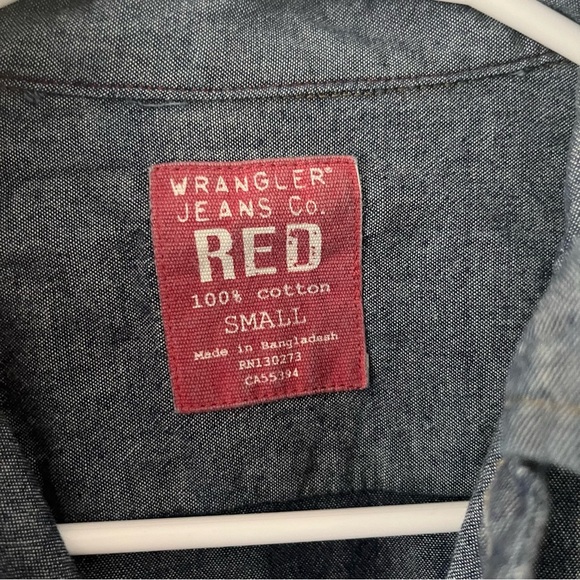 WRANGLER®
JEANS Co.
RED
100% cotton
SMALL
Made in Bangladesh
RN130273
CA55394